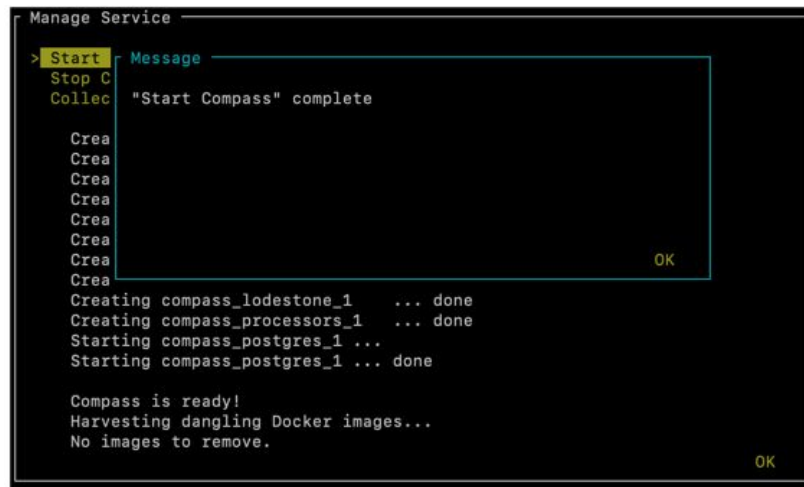 Manage Service
> Start
Message
Stop C
Collec
"Start Compass" complete
Crea
Crea
Crea
Crea
Crea
Crea
Crea
OK
Crea
Creating compass_lodestone_1 ... done
Creating compass_processors_1 ... done
Starting compass_postgres_1 ...
Starting compass_postgres_1 ... done
Compass is ready!
Harvesting dangling Docker images...
No images to remove.
OK